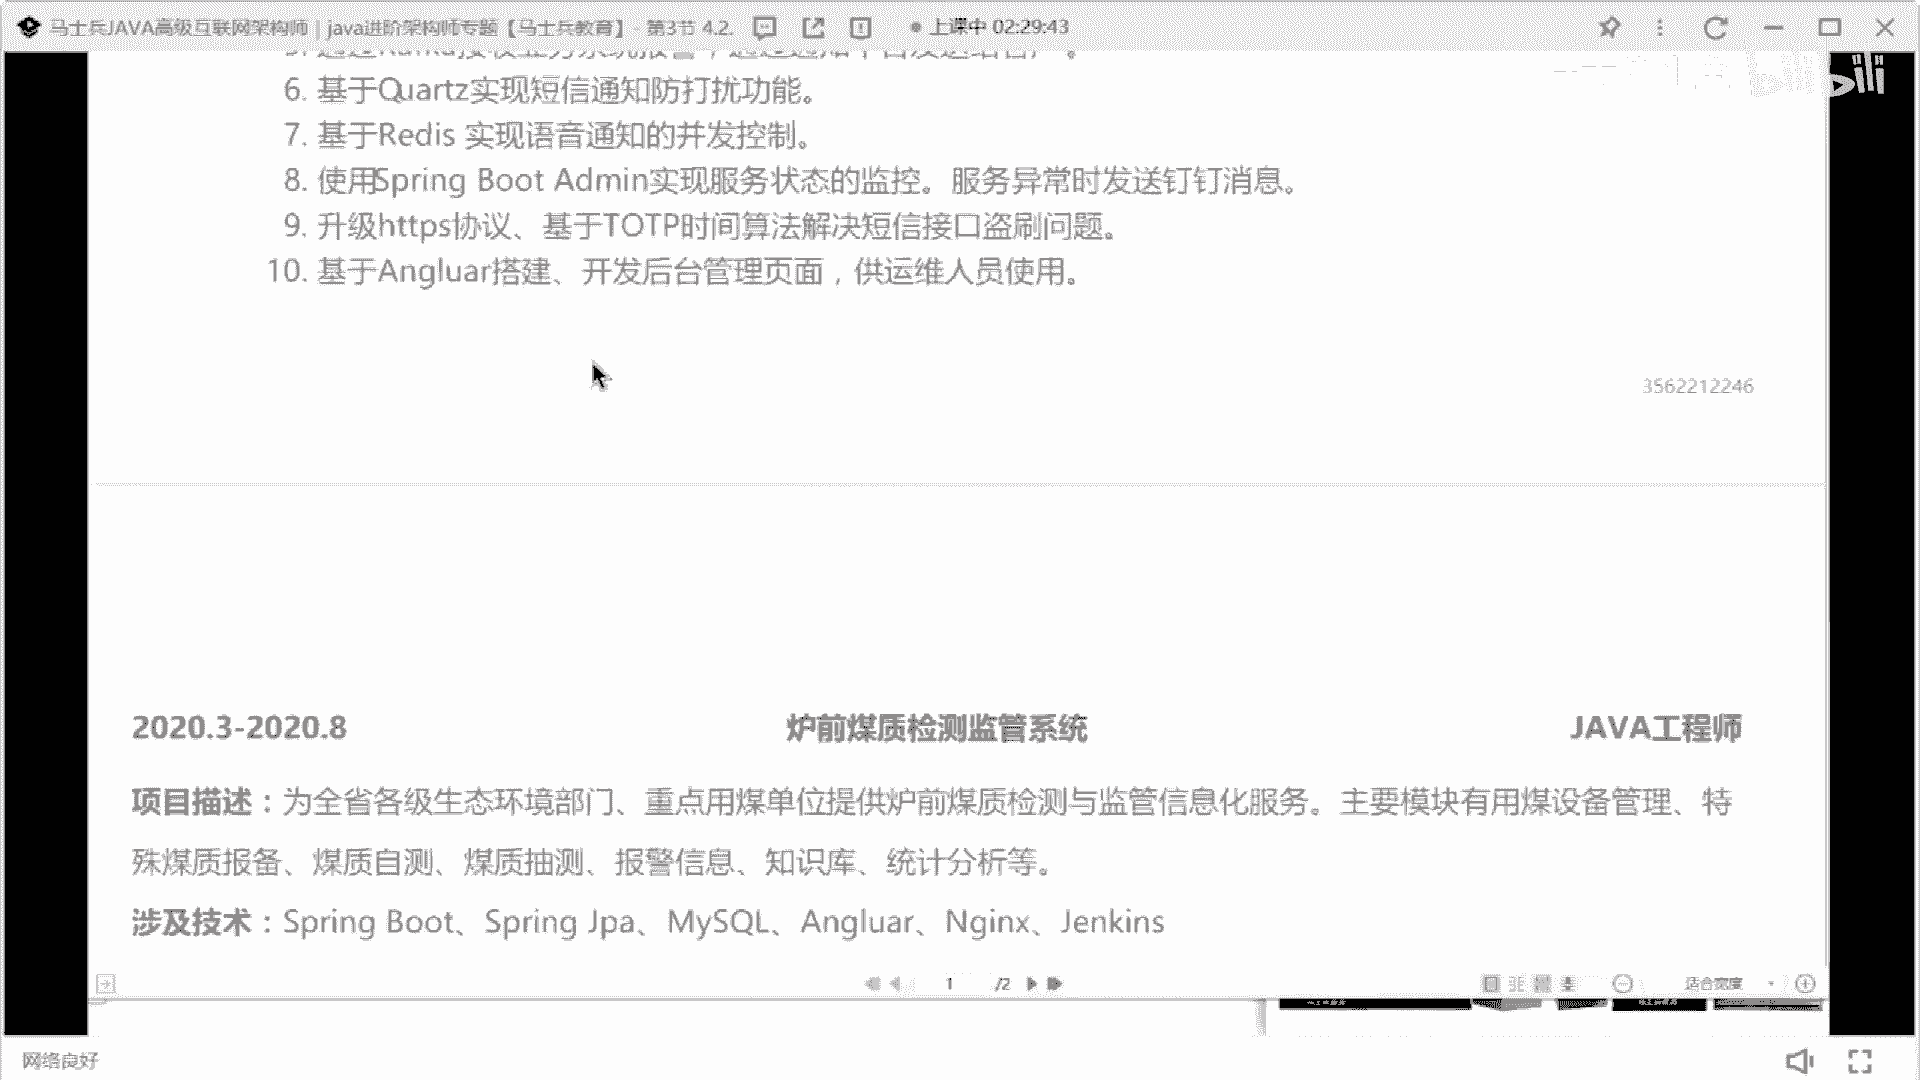 马士兵JAVA高级互联网架构师｜java进阶架构师专题【马士兵教育】- 第3节 4.2. 上课中 02:29:43
6. 基于Quartz实现短信通知防打扰功能。
7. 基于Redis 实现语音通知的并发控制。
8. 使用Spring Boot Admin实现服务状态的监控。服务异常时发送钉钉消息。
9. 升级https协议、基于TOTP时间算法解决短信接口盗刷问题。
10. 基于Angluar搭建、开发后台管理页面，供运维人员使用。
3562212246
2020.3-2020.8 炉前煤质检测监管系统 JAVA工程师
项目描述：为全省各级生态环境部门、重点用煤单位提供炉前煤质检测与监管信息化服务。主要模块有用煤设备管理、特
殊煤质报备、煤质自测、煤质抽测、报警信息、知识库、统计分析等。
涉及技术：Spring Boot、Spring Jpa、MySQL、Angluar、Nginx、Jenkins
1 /2 适合宽度
网络良好